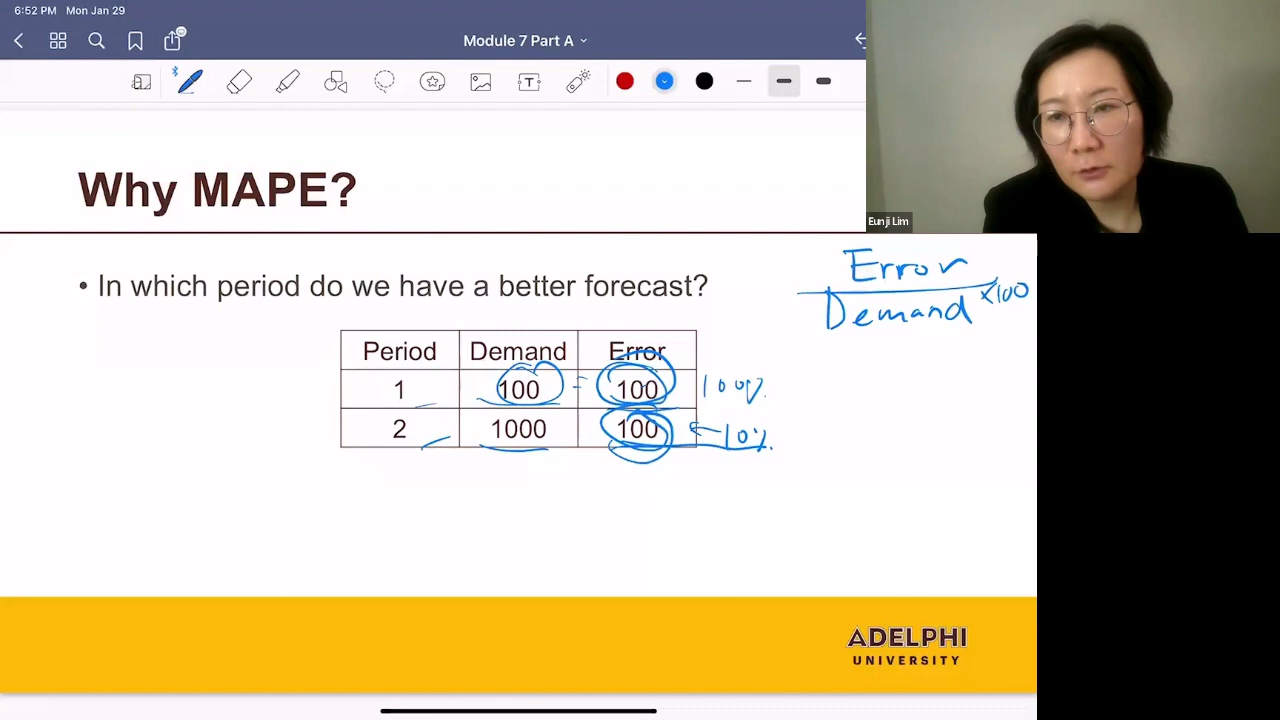 6:52 PM Mon Jan 29
Module 7 Part A
T
Eunji Lim
Why MAPE?
• In which period do we have a better forecast?
Error
Demand ×100
Period Demand Error
1 100 = 100 100%
2 1000 100 ← 10%
ADELPHI
UNIVERSITY